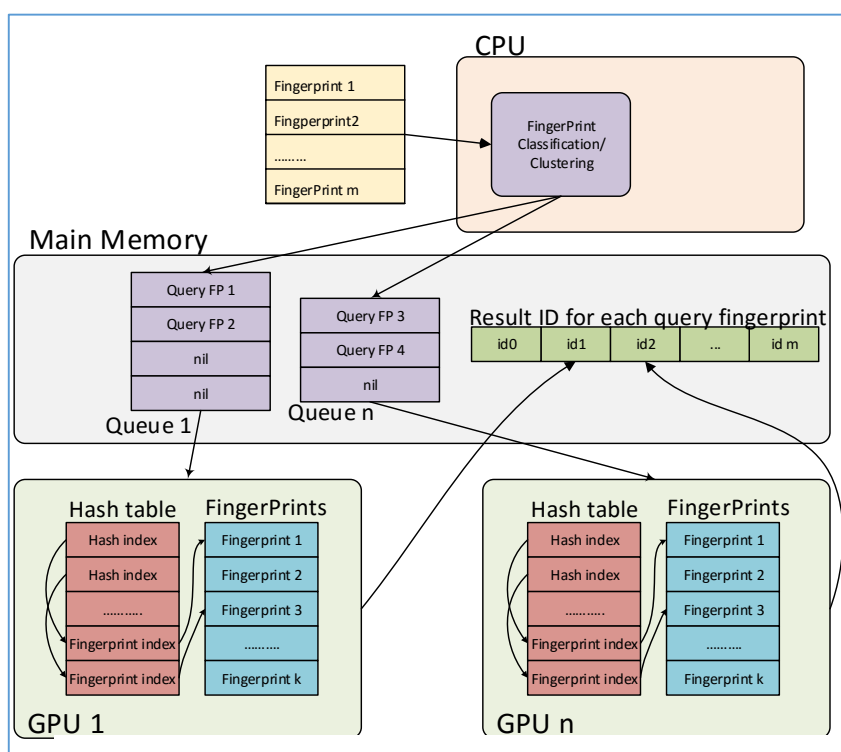 CPU
Fingerprint 1
Fingperprint2
.........
FingerPrint m
FingerPrint
Classification/
Clustering
Main Memory
Query FP 1
Query FP 2
nil
nil
Queue 1
Query FP 3
Query FP 4
nil
Queue n
Result ID for each query fingerprint
id0
id1
id2
...
id m
Hash table
Hash index
Hash index
...........
Fingerprint index
Fingerprint index
FingerPrints
Fingerprint 1
Fingerprint 2
Fingerprint 3
..........
Fingerprint k
GPU 1
Hash table
Hash index
Hash index
...........
Fingerprint index
Fingerprint index
FingerPrints
Fingerprint 1
Fingerprint 2
Fingerprint 3
..........
Fingerprint k
GPU n